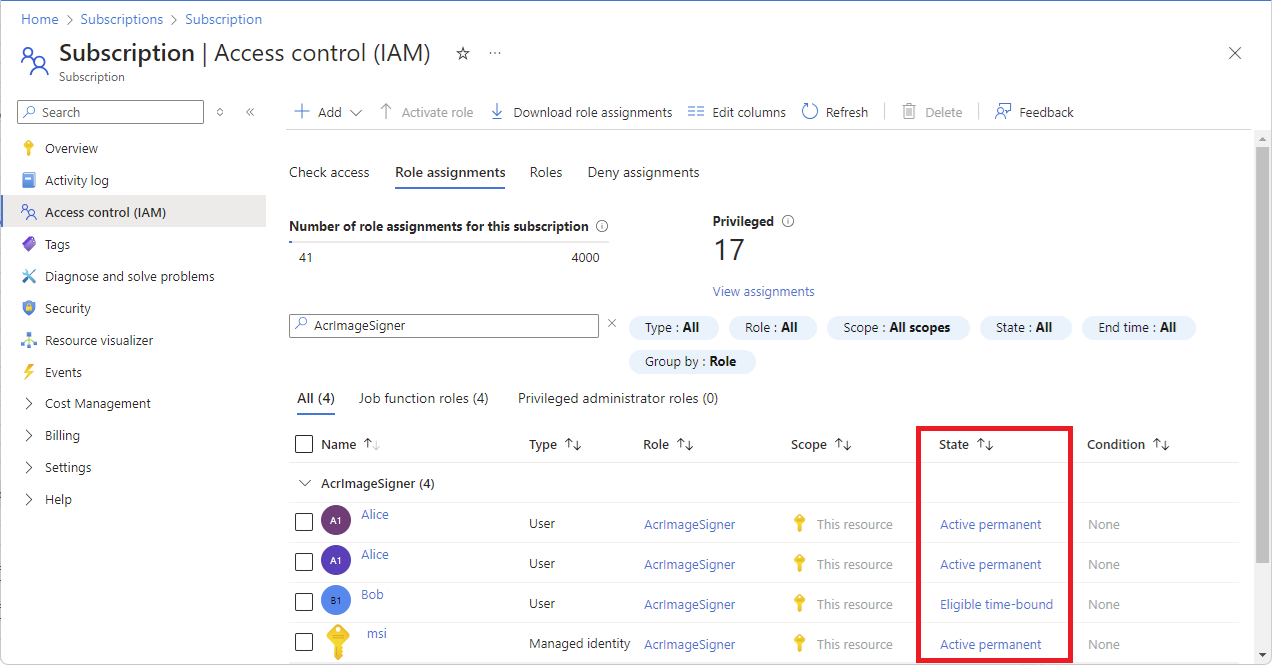 Home > Subscriptions > Subscription
Subscription | Access control (IAM) ☆ ···
Subscription
Search
Overview
Activity log
Access control (IAM)
Tags
Diagnose and solve problems
Security
Resource visualizer
Events
Cost Management
Billing
Settings
Help
Add Activate role Download role assignments Edit columns Refresh Delete Feedback
Check access Role assignments Roles Deny assignments
Number of role assignments for this subscription
41 4000
Privileged
17
View assignments
AcrImageSigner
Type : All Role : All Scope : All scopes State : All End time : All
Group by : Role
All (4) Job function roles (4) Privileged administrator roles (0)
Name Type Role Scope State Condition
AcrImageSigner (4)
A1 Alice User AcrImageSigner This resource Active permanent None
A1 Alice User AcrImageSigner This resource Active permanent None
B1 Bob User AcrImageSigner This resource Eligible time-bound None
msi Managed identity AcrImageSigner This resource Active permanent None